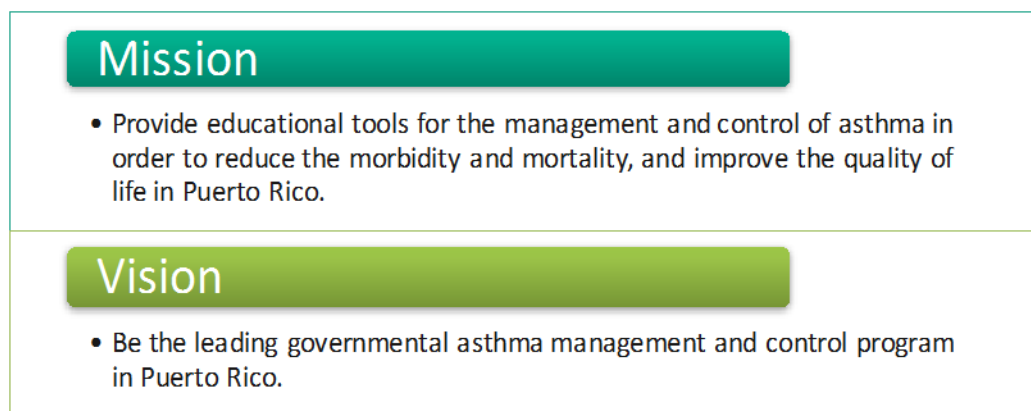 Mission
• Provide educational tools for the management and control of asthma in
order to reduce the morbidity and mortality, and improve the quality of
life in Puerto Rico.
Vision
• Be the leading governmental asthma management and control program
in Puerto Rico.